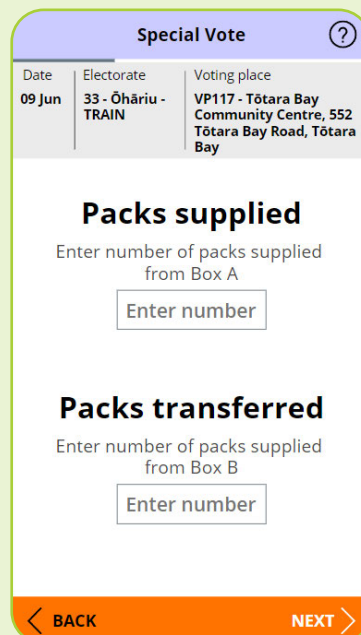 Special Vote ?
Date Electorate Voting place
09 Jun 33 - Ōhāriu - VP117 - Tōtara Bay
TRAIN Community Centre, 552
Tōtara Bay Road, Tōtara
Bay
Packs supplied
Enter number of packs supplied
from Box A
Enter number
Packs transferred
Enter number of packs supplied
from Box B
Enter number
BACK NEXT